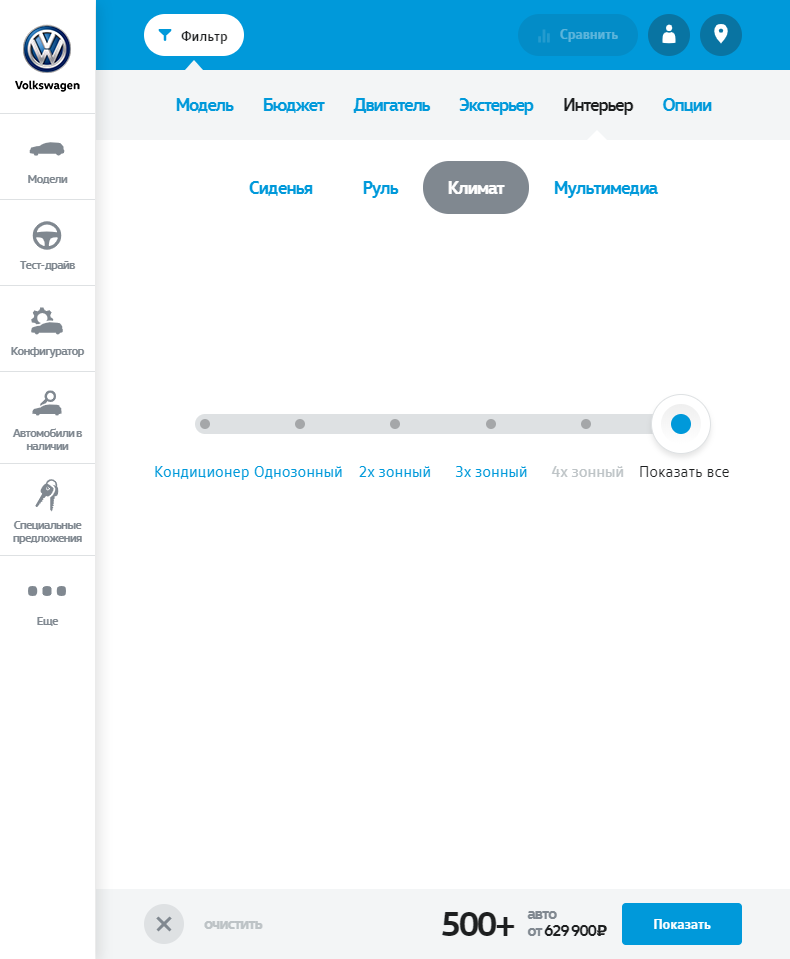 Volkswagen
Модели
Тест-драйв
Конфигуратор
Автомобили в
наличии
Специальные
предложения
Еще
Фильтр
Сравнить
Модель Бюджет Двигатель Экстерьер Интерьер Опции
Сиденья Руль Климат Мультимедиа
Кондиционер Однозонный 2х зонный 3х зонный 4х зонный Показать все
очистить
500+
авто
от 629 900₽
Показать